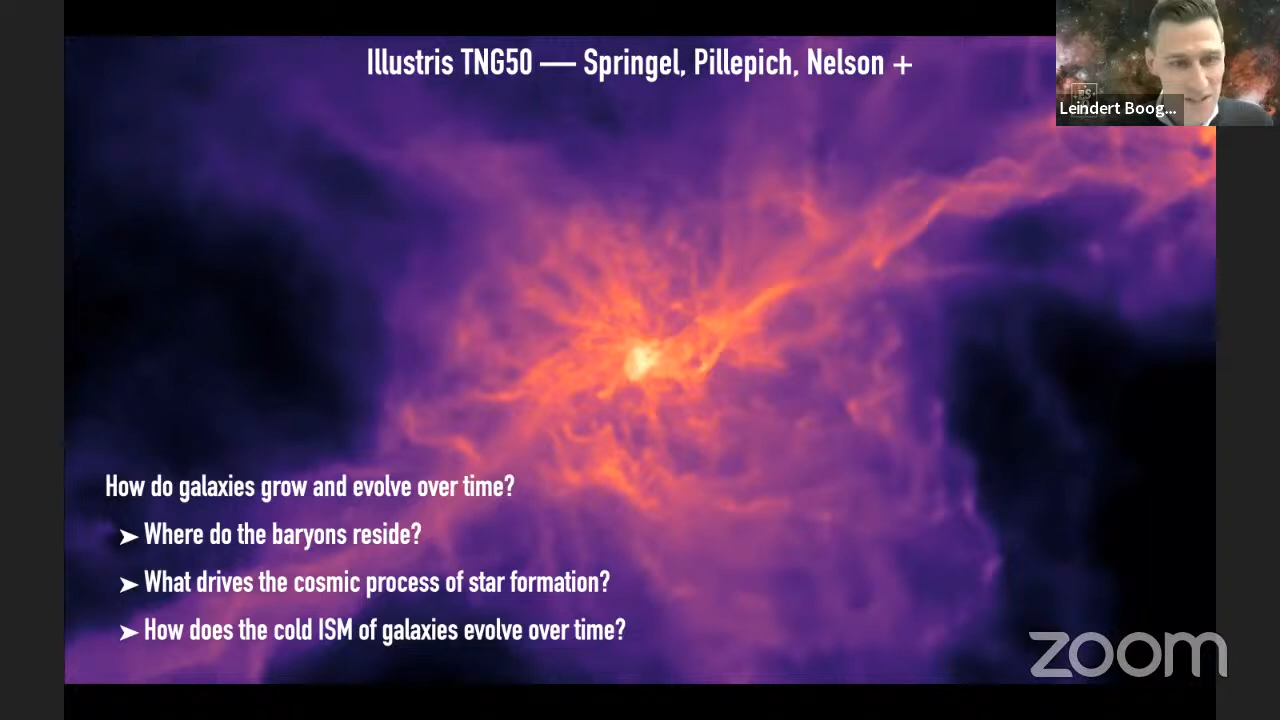 Illustris TNG50 — Springel, Pillepich, Nelson +
Leindert Boog...
How do galaxies grow and evolve over time?
➤ Where do the baryons reside?
➤ What drives the cosmic process of star formation?
➤ How does the cold ISM of galaxies evolve over time?
zoom